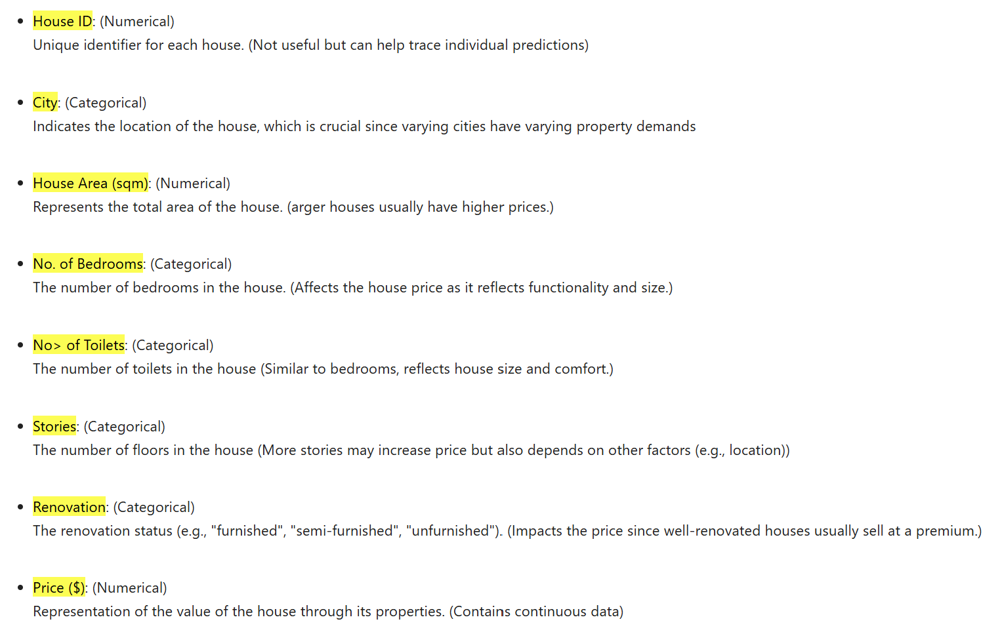 • House ID: (Numerical)
Unique identifier for each house. (Not useful but can help trace individual predictions)
• City: (Categorical)
Indicates the location of the house, which is crucial since varying cities have varying property demands
• House Area (sqm): (Numerical)
Represents the total area of the house. (arger houses usually have higher prices.)
• No. of Bedrooms: (Categorical)
The number of bedrooms in the house. (Affects the house price as it reflects functionality and size.)
• No> of Toilets: (Categorical)
The number of toilets in the house (Similar to bedrooms, reflects house size and comfort.)
• Stories: (Categorical)
The number of floors in the house (More stories may increase price but also depends on other factors (e.g., location))
• Renovation: (Categorical)
The renovation status (e.g., "furnished", "semi-furnished", "unfurnished"). (Impacts the price since well-renovated houses usually sell at a premium.)
• Price ($): (Numerical)
Representation of the value of the house through its properties. (Contains continuous data)